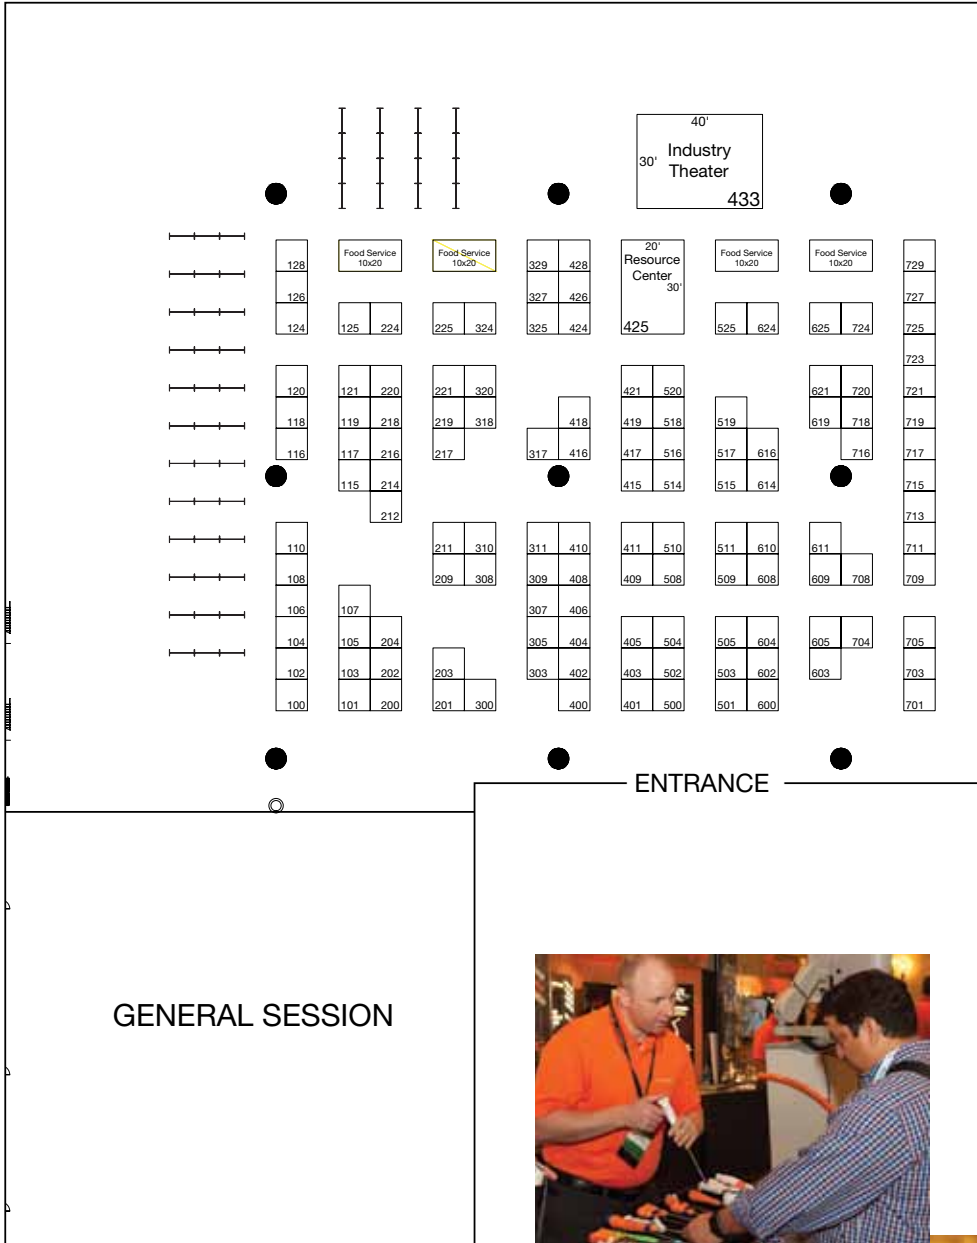 40'
30' Industry
Theater
433
128 Food Service Food Service 329 428 20' Food Service Food Service 729
10x20 10x20 10x20 10x20
Resource
Center
30'
126 327 426 727
124 125 224 225 324 325 424 425 525 624 625 724 725
723
120 121 220 221 320 421 520 621 720 721
118 119 218 219 318 418 419 518 519 619 718 719
116 117 216 217 317 416 417 516 517 616 716 717
115 214 415 514 515 614 715
212 713
110 211 310 311 410 411 510 511 610 611 711
108 209 308 309 408 409 508 509 608 609 708 709
106 107 307 406
104 105 204 305 404 405 504 505 604 605 704 705
102 103 202 203 303 402 403 502 503 602 603 703
100 101 200 201 300 400 401 500 501 600 701
ENTRANCE
GENERAL SESSION